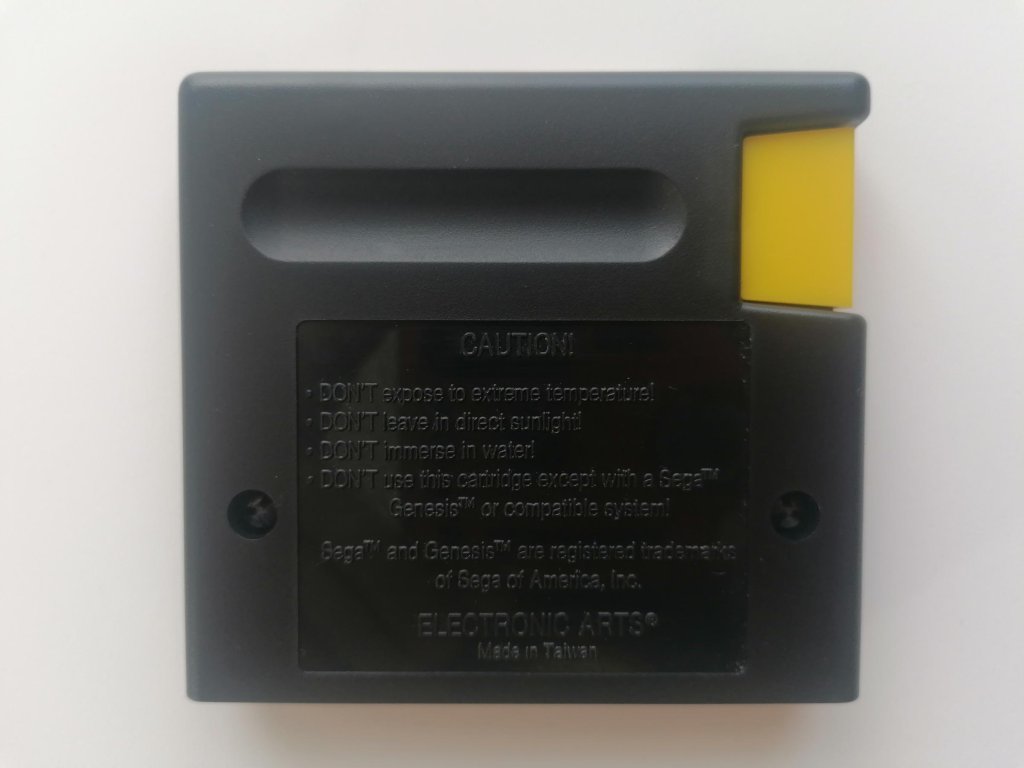 CAUTION!
• DON'T expose to extreme temperature!
• DON'T leave in direct sunlight!
• DON'T immerse in water!
• DON'T use this cartridge except with a Sega™
Genesis™ or compatible system!
Sega™ and Genesis™ are registered trademarks
of Sega of America, Inc.
ELECTRONIC ARTS®
Made in Taiwan